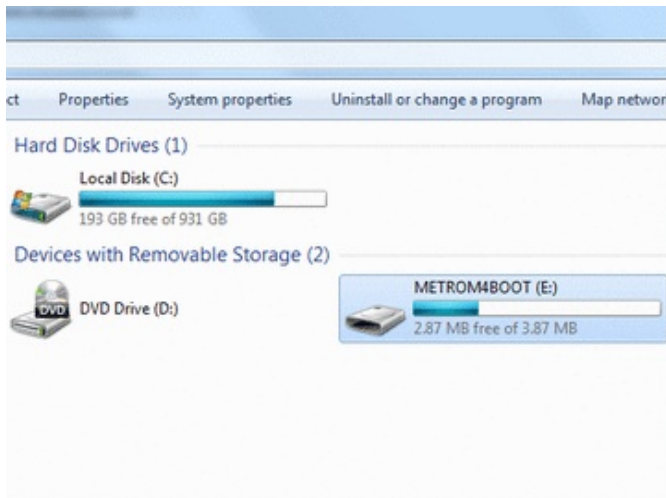 ct Properties System properties Uninstall or change a program Map networ
Hard Disk Drives (1)
Local Disk (C:)
193 GB free of 931 GB
Devices with Removable Storage (2)
DVD
DVD Drive (D:)
METROM4BOOT (E:)
2.87 MB free of 3.87 MB